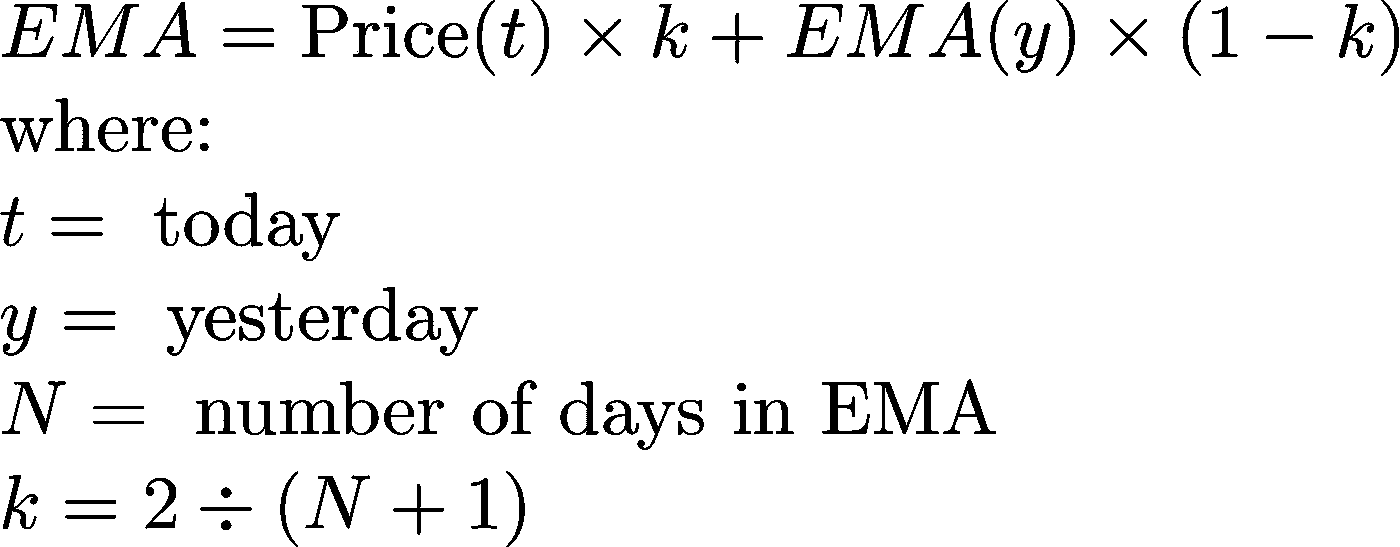 EMA = Price(t) × k + EMA(y) × (1 − k)
where:
t = today
y = yesterday
N = number of days in EMA
k = 2 ÷ (N + 1)